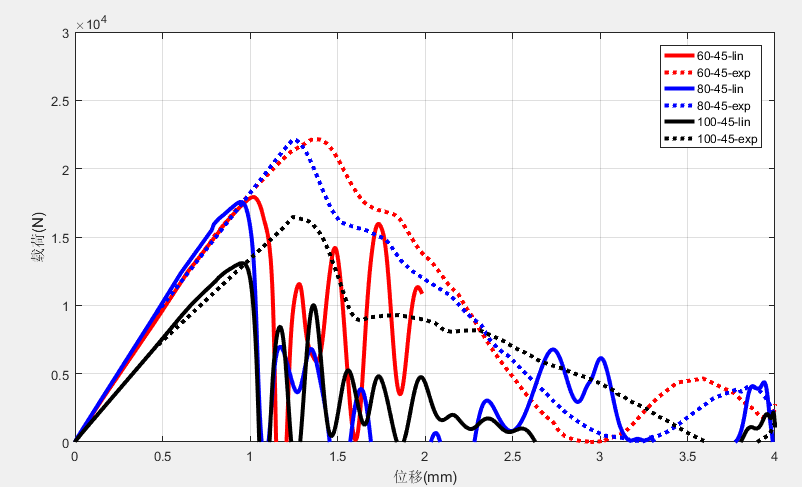 ×10⁴
3
2.5
2
1.5
1
0.5
0
0
0.5
1
1.5
2
2.5
3
3.5
4
载荷(N)
位移(mm)
60-45-lin
60-45-exp
80-45-lin
80-45-exp
100-45-lin
100-45-exp